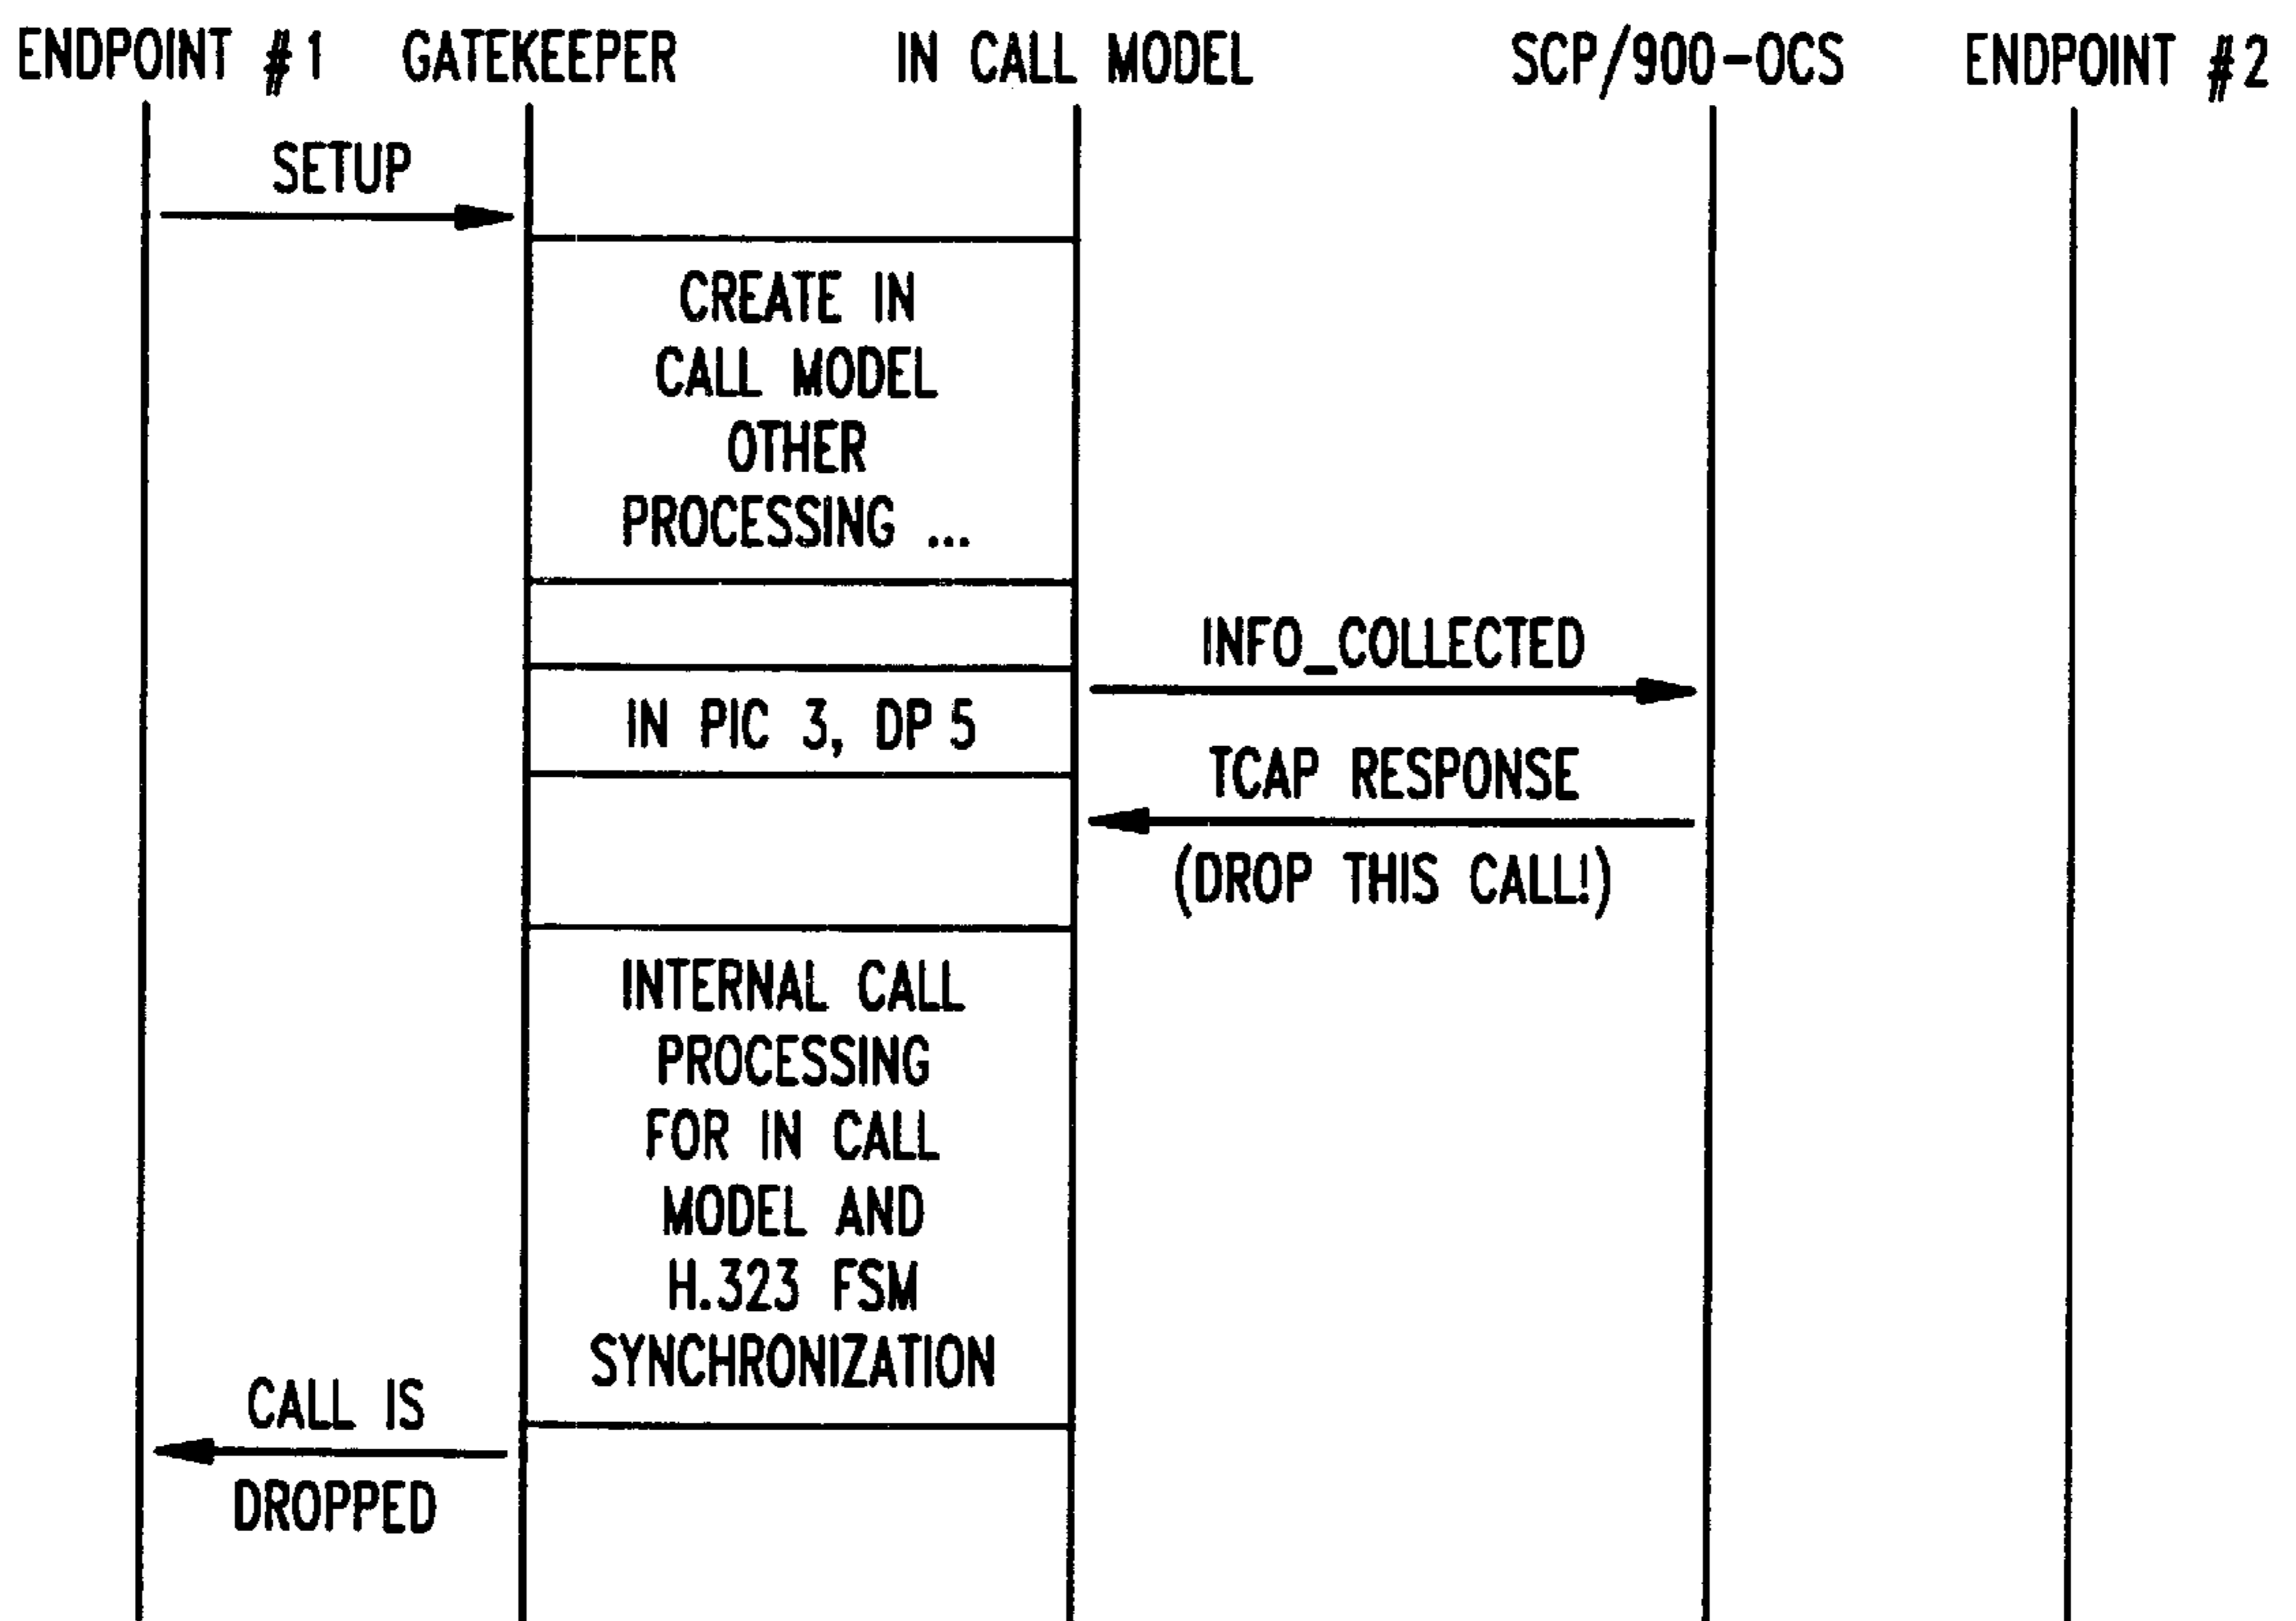 ENDPOINT #1 GATEKEEPER IN CALL MODEL SCP/900-OCS ENDPOINT #2
SETUP
CREATE IN
CALL MODEL
OTHER
PROCESSING ...
INFO_COLLECTED
IN PIC 3, DP 5
TCAP RESPONSE
(DROP THIS CALL!)
INTERNAL CALL
PROCESSING
FOR IN CALL
MODEL AND
H.323 FSM
SYNCHRONIZATION
CALL IS
DROPPED